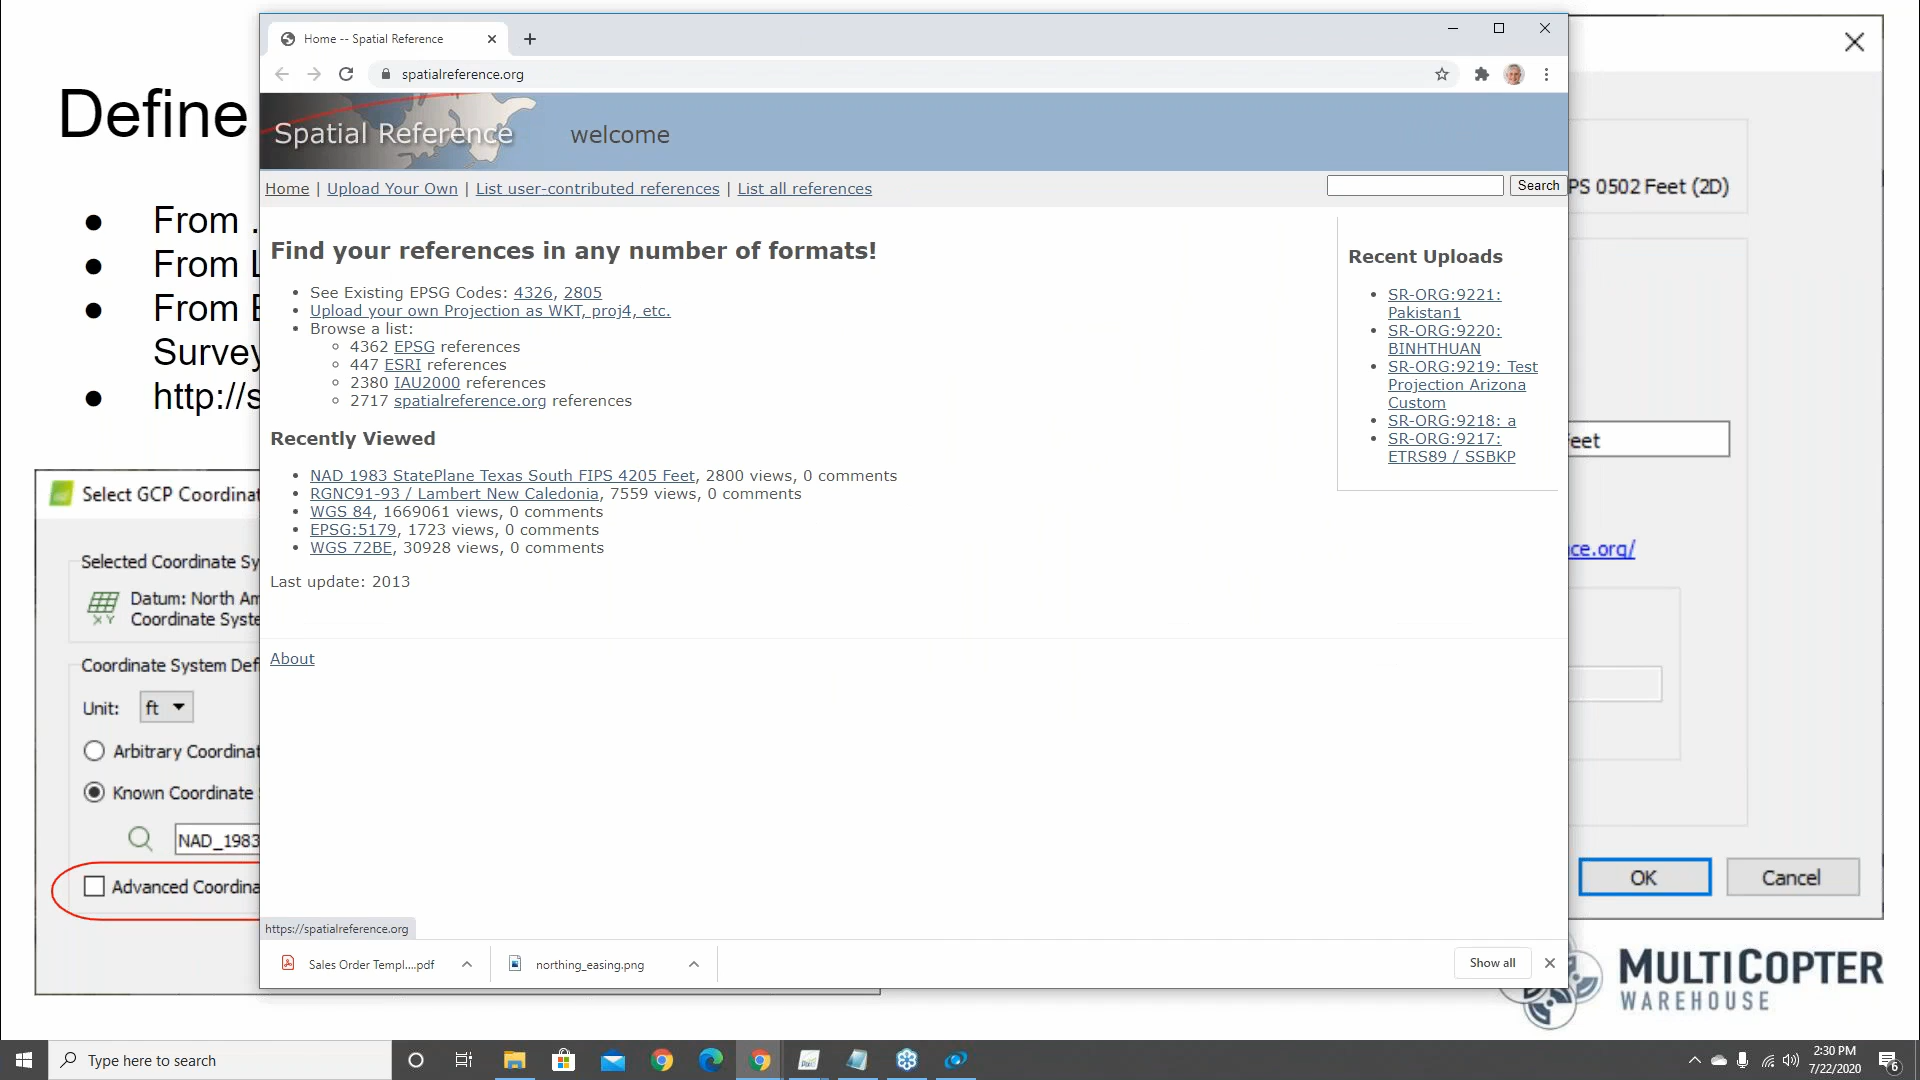 Home -- Spatial Reference
spatialreference.org
Spatial Reference
welcome
Home | Upload Your Own | List user-contributed references | List all references
Search
Find your references in any number of formats!
See Existing EPSG Codes: 4326, 2805
Upload your own Projection as WKT, proj4, etc.
Browse a list:
4362 EPSG references
447 ESRI references
2380 IAU2000 references
2717 spatialreference.org references
Recently Viewed
NAD 1983 StatePlane Texas South FIPS 4205 Feet, 2800 views, 0 comments
RGNC91-93 / Lambert New Caledonia, 7559 views, 0 comments
WGS 84, 1669061 views, 0 comments
EPSG:5179, 1723 views, 0 comments
WGS 72BE, 30928 views, 0 comments
Last update: 2013
About
Recent Uploads
SR-ORG:9221:
Pakistan1
SR-ORG:9220:
BINHTHUAN
SR-ORG:9219: Test
Projection Arizona
Custom
SR-ORG:9218: a
SR-ORG:9217:
ETRS89 / SSBKP
https://spatialreference.org
Sales Order Templ....pdf
northing_easing.png
Show all
Define
From .
From
From
Survey
http://s
Select GCP Coordinat
Selected Coordinate Sy
Datum: North Am
Coordinate Syste
Coordinate System Def
Unit:
ft
Arbitrary Coordinat
Known Coordinate
NAD_1983
Advanced Coordina
PS 0502 Feet (2D)
Feet
ce.org/
OK
Cancel
MULTICOPTER
WAREHOUSE
Type here to search
2:30 PM
7/22/2020
6